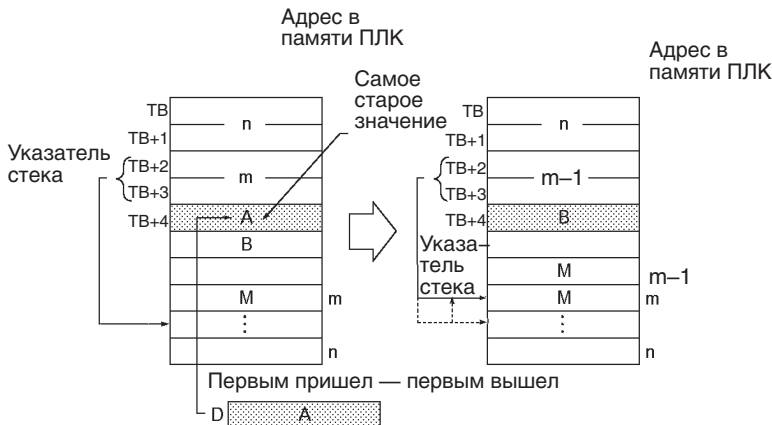 Адрес в
памяти ПЛК
Адрес в
памяти ПЛК
Самое
старое
значение
TB
n
TB+1
Указатель
стека
TB+2
m
TB+3
TB+4
A
B
M
m
⋮
n
TB
n
TB+1
TB+2
m–1
TB+3
TB+4
B
Указа–
тель
стека
M
m–1
M
m
⋮
n
Первым пришел — первым вышел
D
A